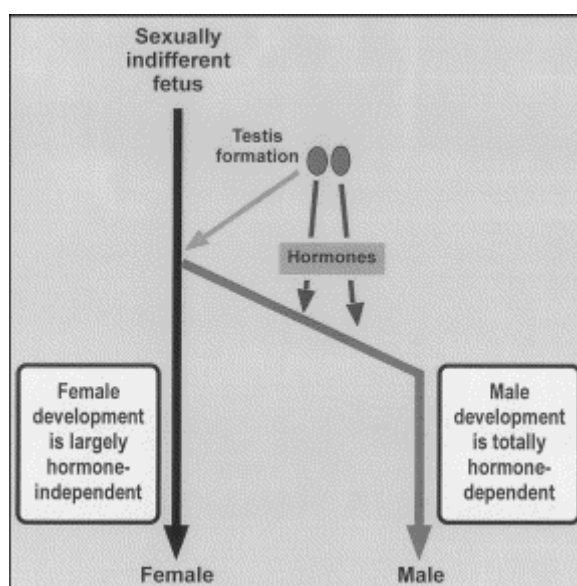 Sexually
indifferent
fetus
Testis
formation
Hormones
Female
development
is largely
hormone-
independent
Male
development
is totally
hormone-
dependent
Female
Male